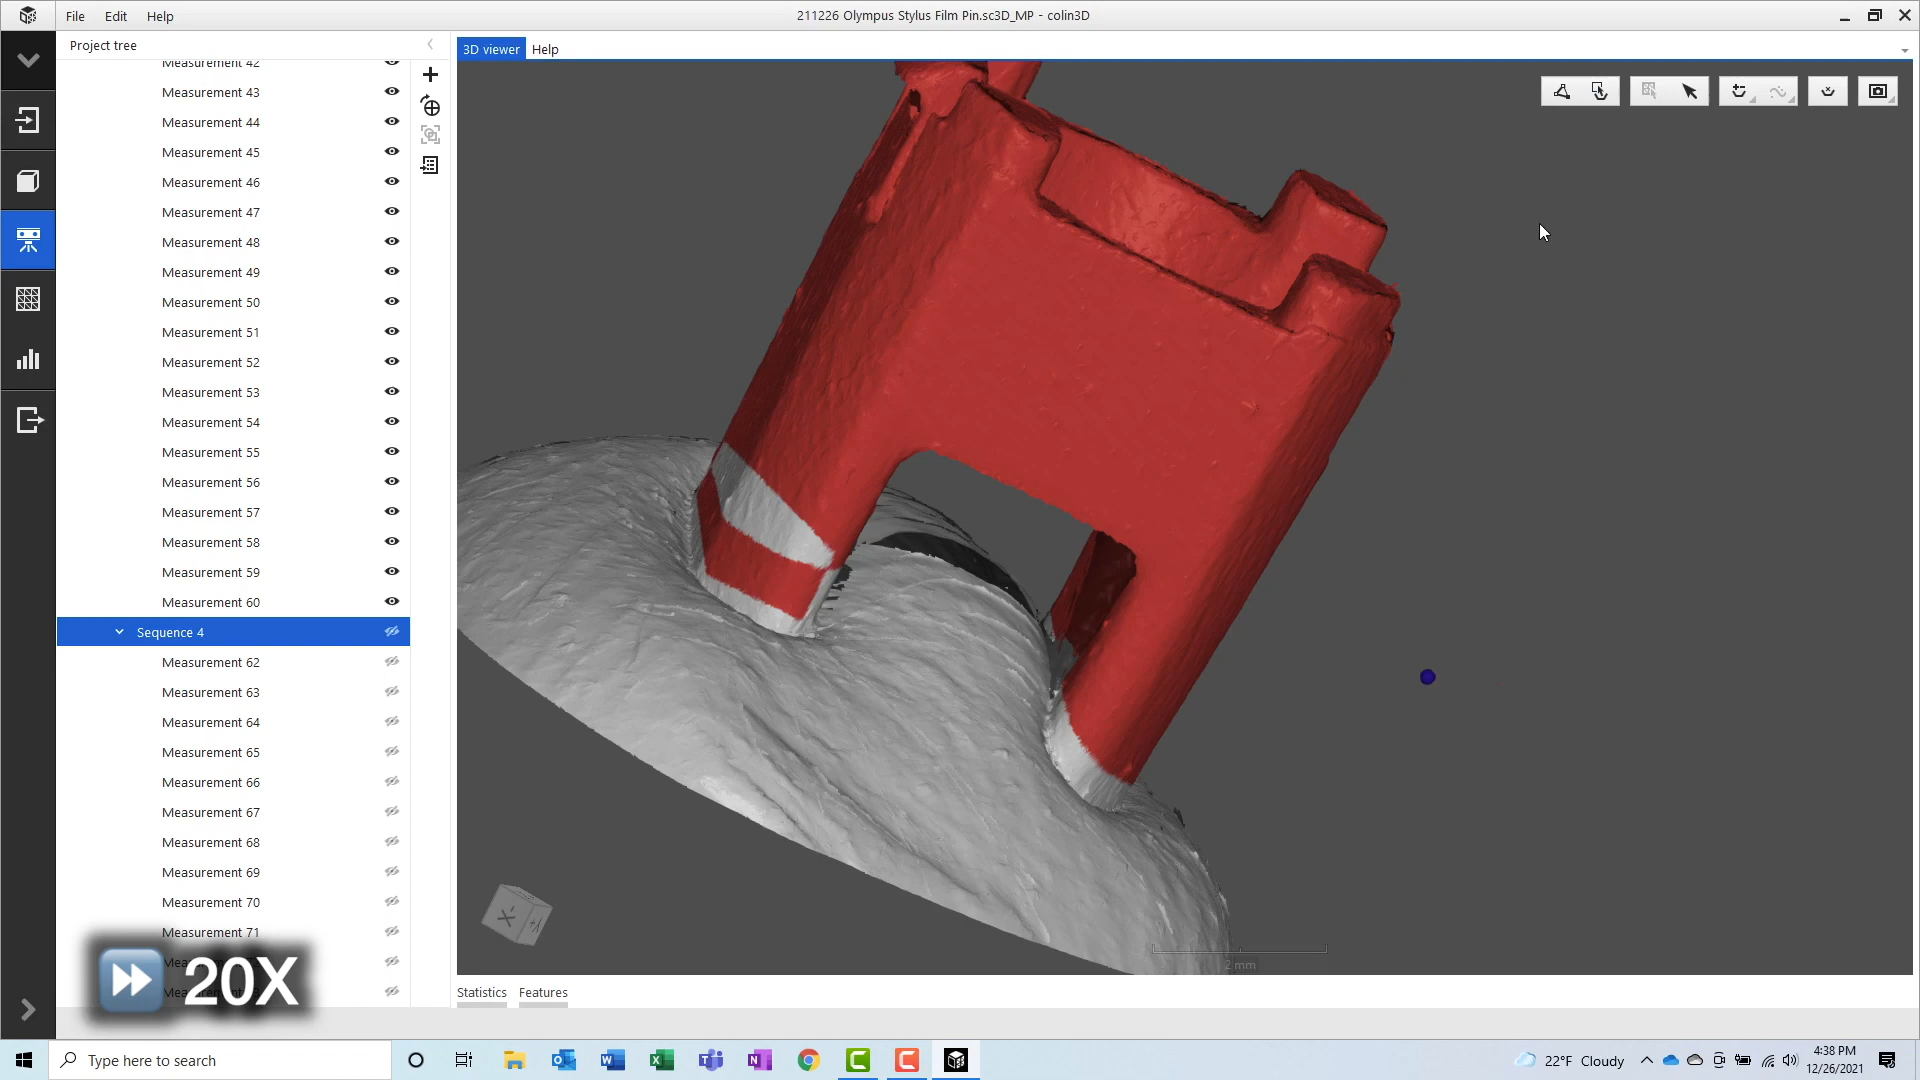 File Edit Help
211226 Olympus Stylus Film Pin.sc3D_MP - colin3D
Project tree
3D viewer Help
Measurement 42
Measurement 43
Measurement 44
Measurement 45
Measurement 46
Measurement 47
Measurement 48
Measurement 49
Measurement 50
Measurement 51
Measurement 52
Measurement 53
Measurement 54
Measurement 55
Measurement 56
Measurement 57
Measurement 58
Measurement 59
Measurement 60
Sequence 4
Measurement 62
Measurement 63
Measurement 64
Measurement 65
Measurement 66
Measurement 67
Measurement 68
Measurement 69
Measurement 70
Measurement 71
20X
X-
2 mm
Statistics Features
Type here to search
22°F Cloudy
4:38 PM
12/26/2021